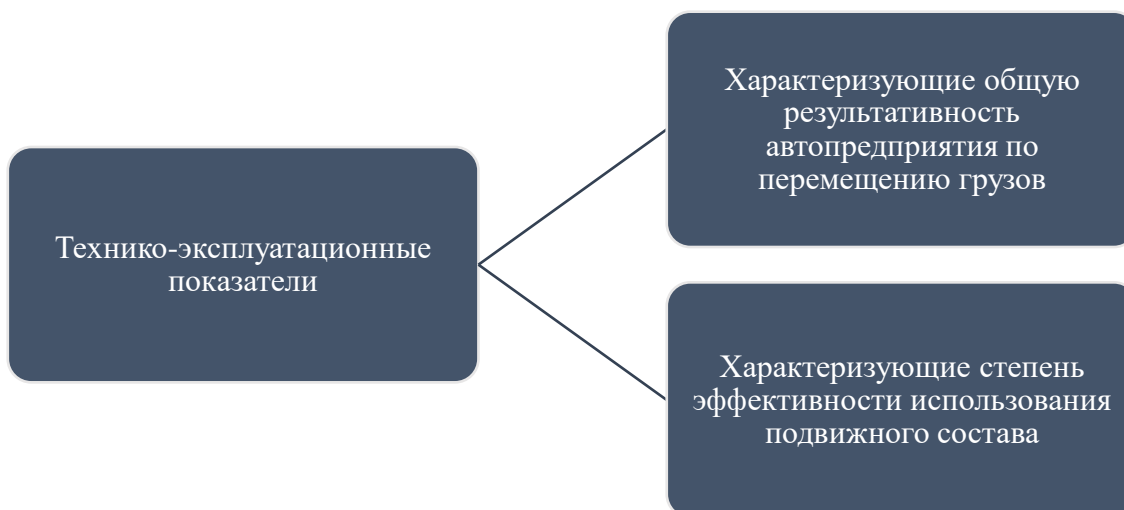 Технико-эксплуатационные
показатели
Характеризующие общую
результативность
автопредприятия по
перемещению грузов
Характеризующие степень
эффективности использования
подвижного состава